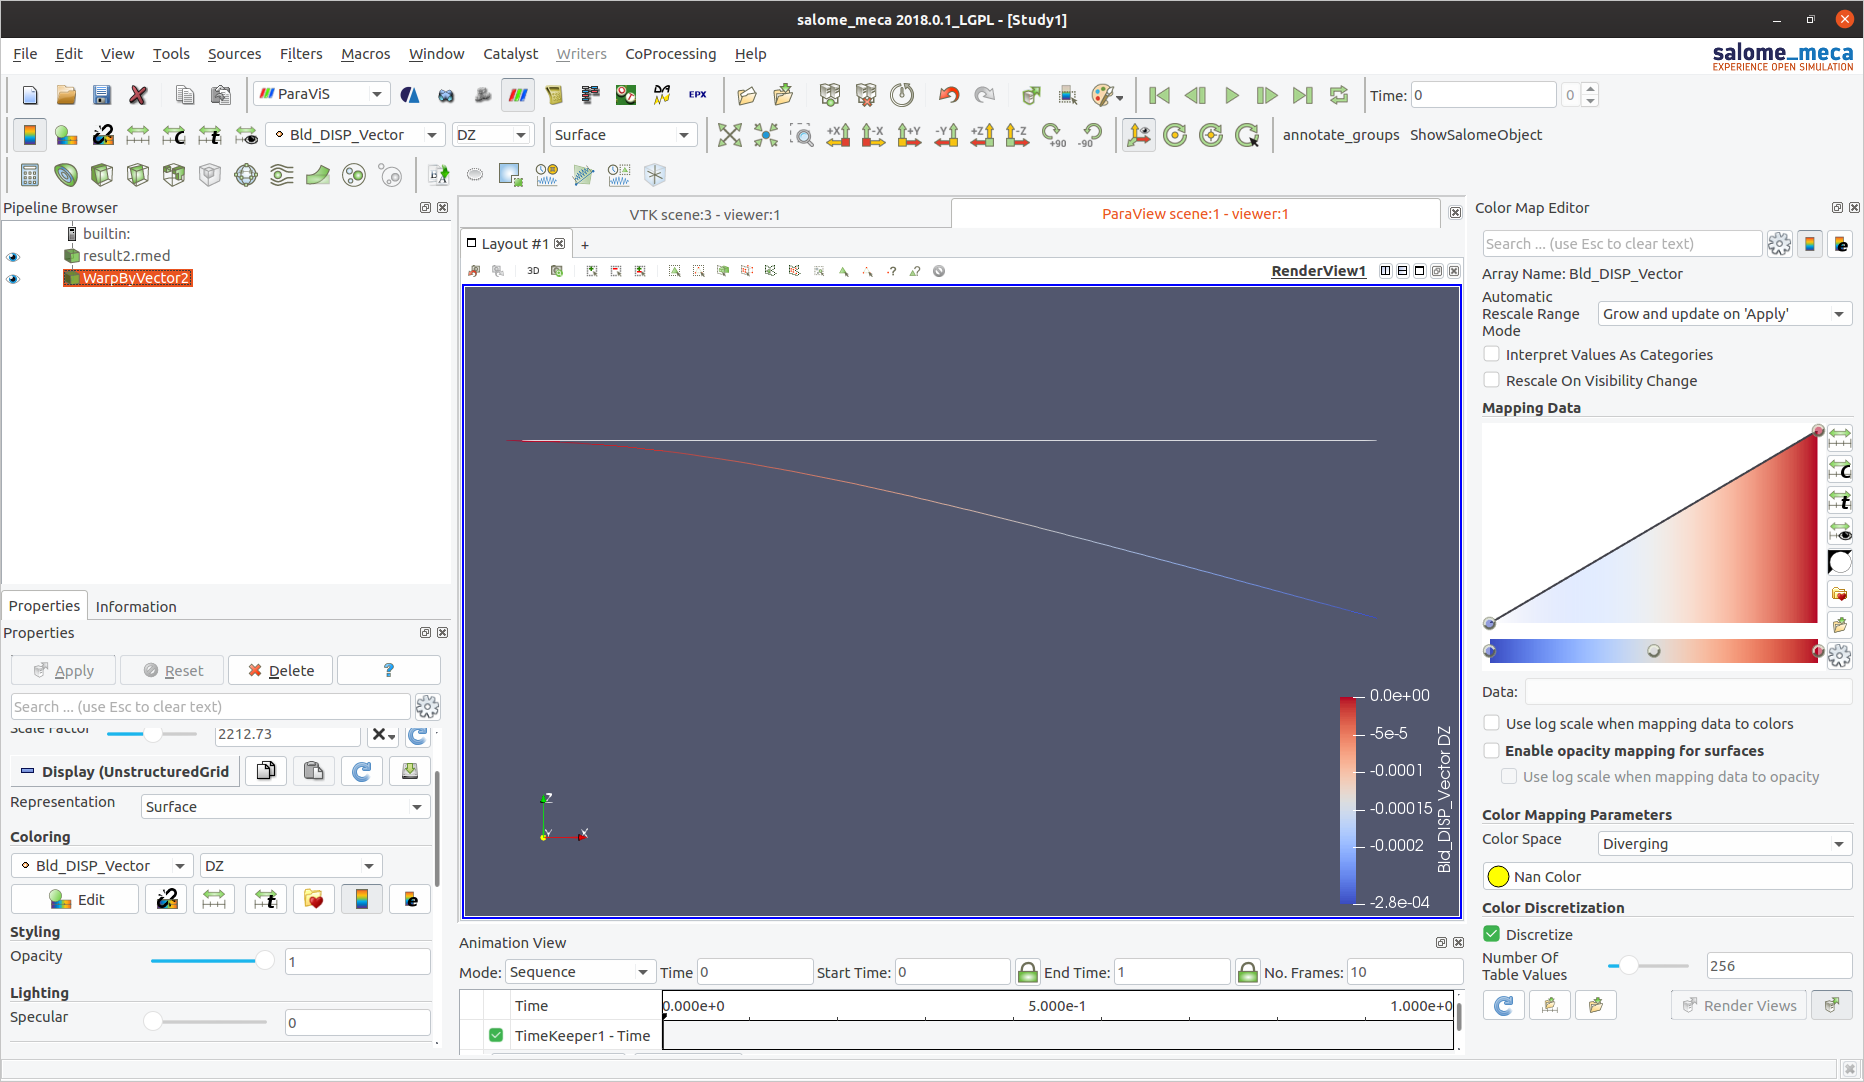 salome_meca 2018.0.1_LGPL - [Study1]
File Edit View Tools Sources Filters Macros Window Catalyst Writers CoProcessing Help
salome_meca
EXPERIENCE OPEN SIMULATION
ParaViS
EPX
Time: 0
0
Bld_DISP_Vector
DZ
Surface
+X
-X
+Y
-Y
+Z
-Z
+90
-90
annotate_groups ShowSalomeObject
Pipeline Browser
builtin:
result2.rmed
WarpByVector2
Properties Information
Properties
Apply
Reset
Delete
?
Search ... (use Esc to clear text)
Scale Factor
2212.73
Display (UnstructuredGrid
Representation
Surface
Coloring
Bld_DISP_Vector
DZ
Edit
Styling
Opacity
1
Lighting
Specular
0
VTK scene:3 - viewer:1
ParaView scene:1 - viewer:1
Layout #1
+
3D
RenderView1
Z
Y
X
0.0e+00
-5e-5
-0.0001
-0.00015
-0.0002
-2.8e-04
Bld_DISP_Vector DZ
Animation View
Mode: Sequence
Time 0
Start Time: 0
End Time: 1
No. Frames: 10
Time
0.000e+0
5.000e-1
1.000e+0
TimeKeeper1 - Time
Color Map Editor
Search ... (use Esc to clear text)
Array Name: Bld_DISP_Vector
Automatic
Rescale Range
Mode
Grow and update on 'Apply'
Interpret Values As Categories
Rescale On Visibility Change
Mapping Data
Data:
Use log scale when mapping data to colors
Enable opacity mapping for surfaces
Use log scale when mapping data to opacity
Color Mapping Parameters
Color Space
Diverging
Nan Color
Color Discretization
Discretize
Number Of
Table Values
256
Render Views